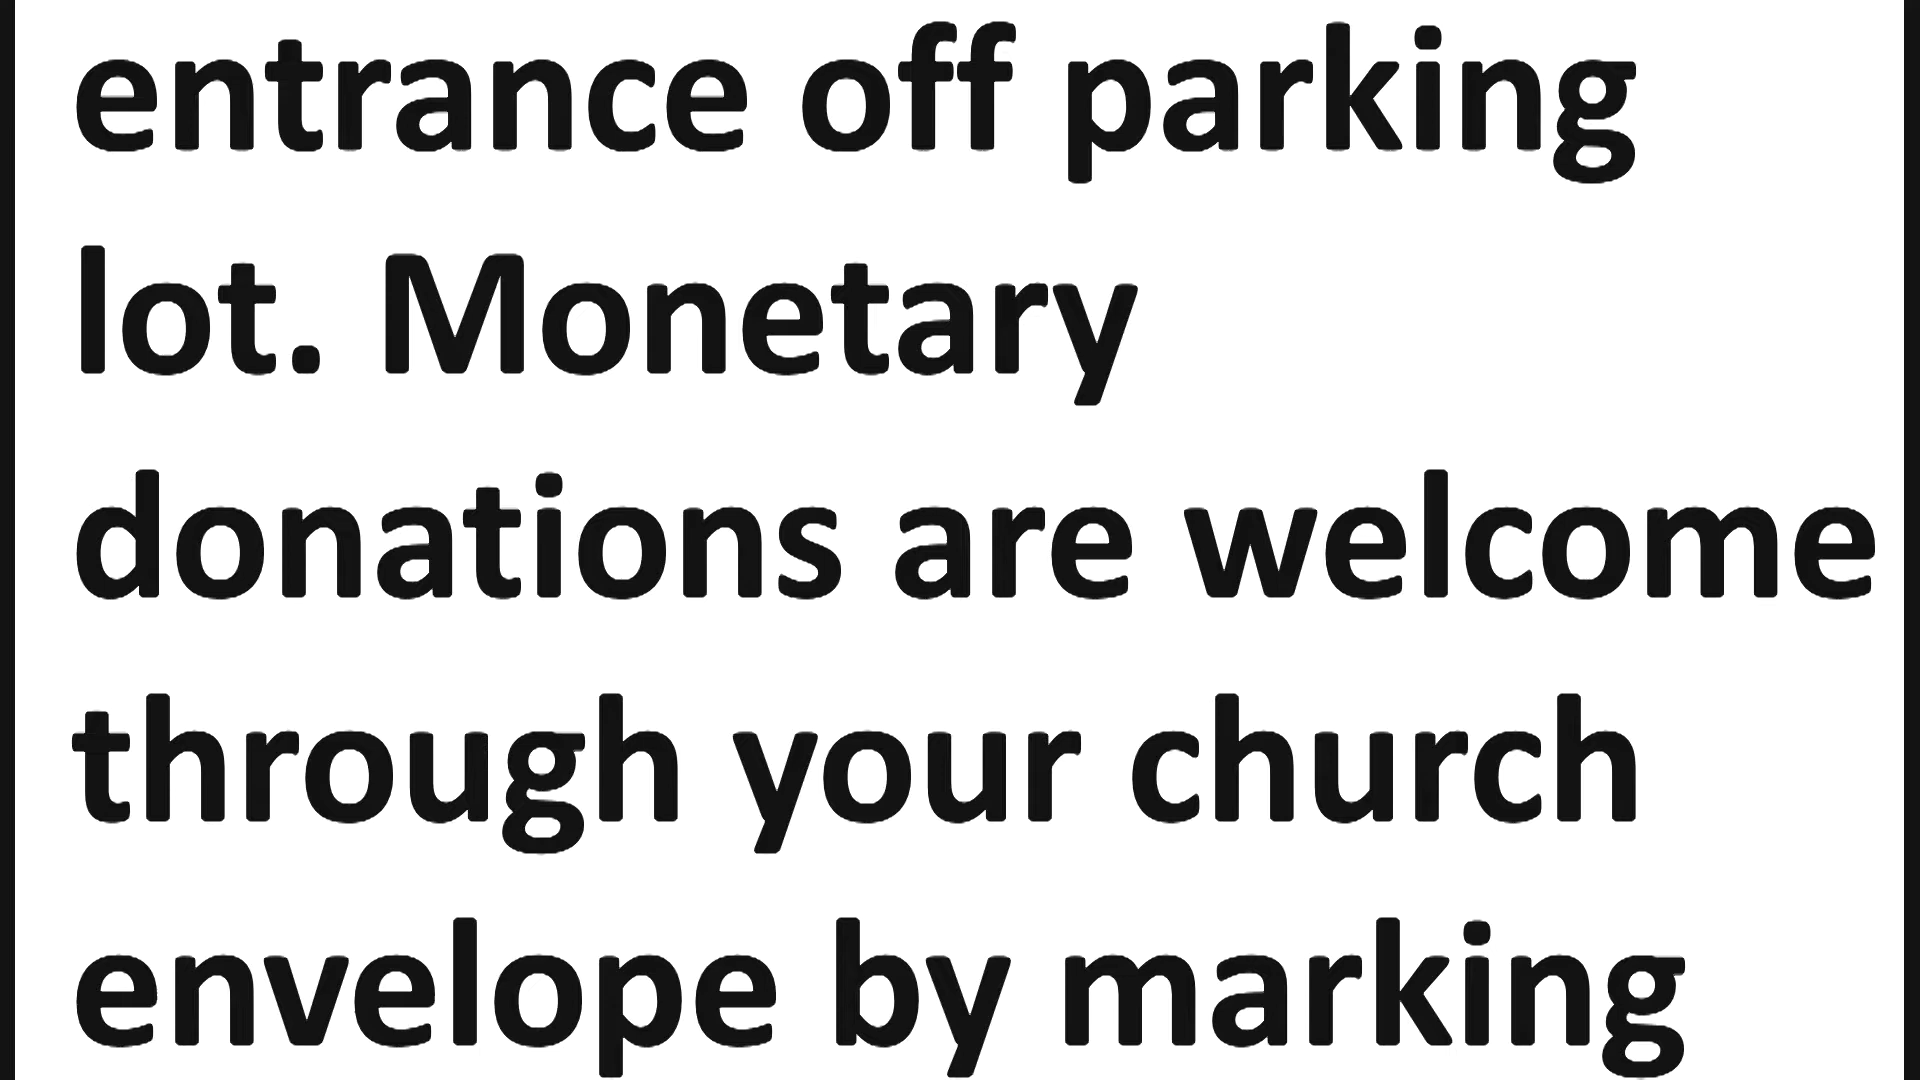 entrance off parking
lot. Monetary
donations are welcome
through your church
envelope by marking